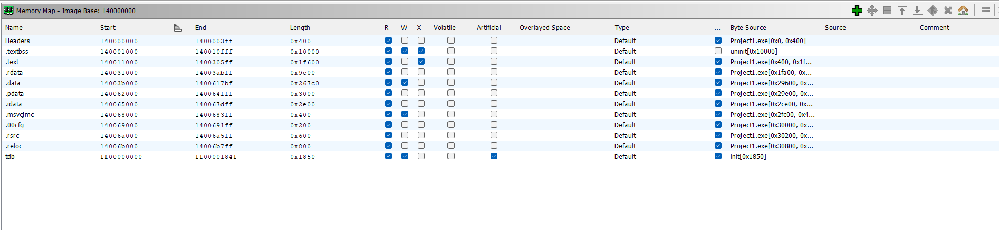 Memory Map - Image Base: 140000000
Name Start End Length R W X Volatile Artificial Overlayed Space Type ... Byte Source Source Comment
Headers 140000000 1400003ff 0x400 Default Project1.exe[0x0, 0x400]
.textbss 140001000 140010fff 0x10000 Default uninit[0x10000]
.text 140011000 1400305ff 0x1f600 Default Project1.exe[0x400, 0x1f...
.rdata 140031000 14003abff 0x9c00 Default Project1.exe[0x1fa00, 0x...
.data 14003b000 1400617bf 0x267c0 Default Project1.exe[0x29600, 0x...
.pdata 140062000 140064fff 0x3000 Default Project1.exe[0x29e00, 0x...
.idata 140065000 140067dff 0x2e00 Default Project1.exe[0x2ce00, 0x...
.msvcjmc 140068000 1400683ff 0x400 Default Project1.exe[0x2fc00, 0x4...
.00cfg 140069000 1400691ff 0x200 Default Project1.exe[0x30000, 0x...
.rsrc 14006a000 14006a5ff 0x600 Default Project1.exe[0x30200, 0x...
.reloc 14006b000 14006b7ff 0x800 Default Project1.exe[0x30800, 0x...
tdb ff00000000 ff0000184f 0x1850 Default init[0x1850]